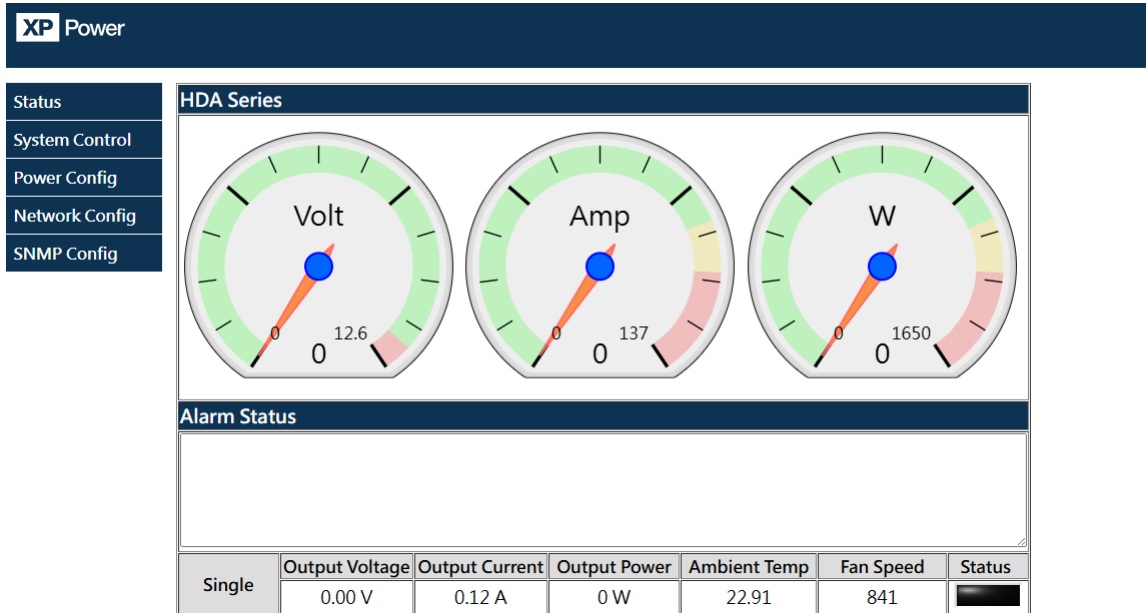 XP Power
Status
System Control
Power Config
Network Config
SNMP Config
HDA Series
Volt
0
12.6
0
Amp
0
137
0
W
0
1650
0
Alarm Status
Single
Output Voltage Output Current Output Power Ambient Temp Fan Speed Status
0.00 V 0.12 A 0 W 22.91 841